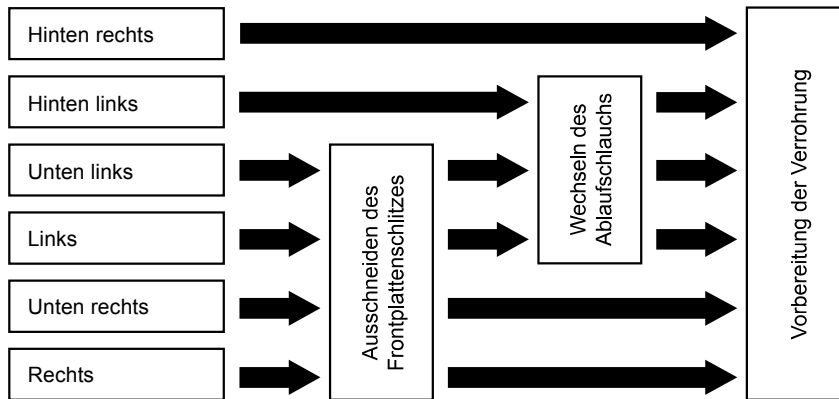 Hinten rechts
Hinten links
Unten links
Links
Unten rechts
Rechts
Ausschneiden des
Frontplattenschlitzes
Wechseln des
Ablaufschlauchs
Vorbereitung der Verrohrung